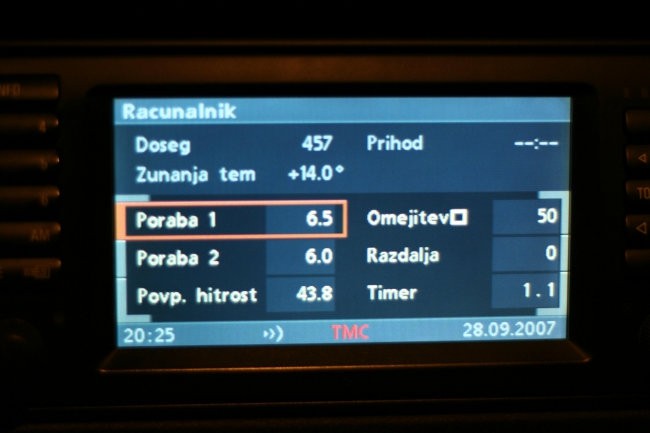 Racunalnik
Doseg 457 Prihod --:--
Zunanja tem +14.0°
Poraba 1 6.5 Omejitev 50
Poraba 2 6.0 Razdalja 0
Povp. hitrost 43.8 Timer 1.1
20:25 TMC 28.09.2007